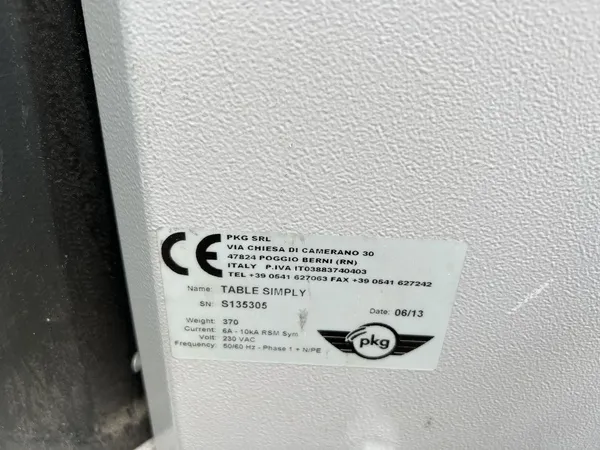 CE
PKG SRL
VIA CHIESA DI CAMERANO 30
47824 POGGIO BERNI (RN)
ITALY P.IVA IT03883740403
TEL +39 0541 627063 FAX +39 0541 627242
Name: TABLE SIMPLY
SN: S135305
Date: 06/13
Weight: 370
Current: 6A - 10kA RSM Sym
Volt: 230 VAC
Frequency: 50/60 Hz - Phase 1 + N/PE
pkg